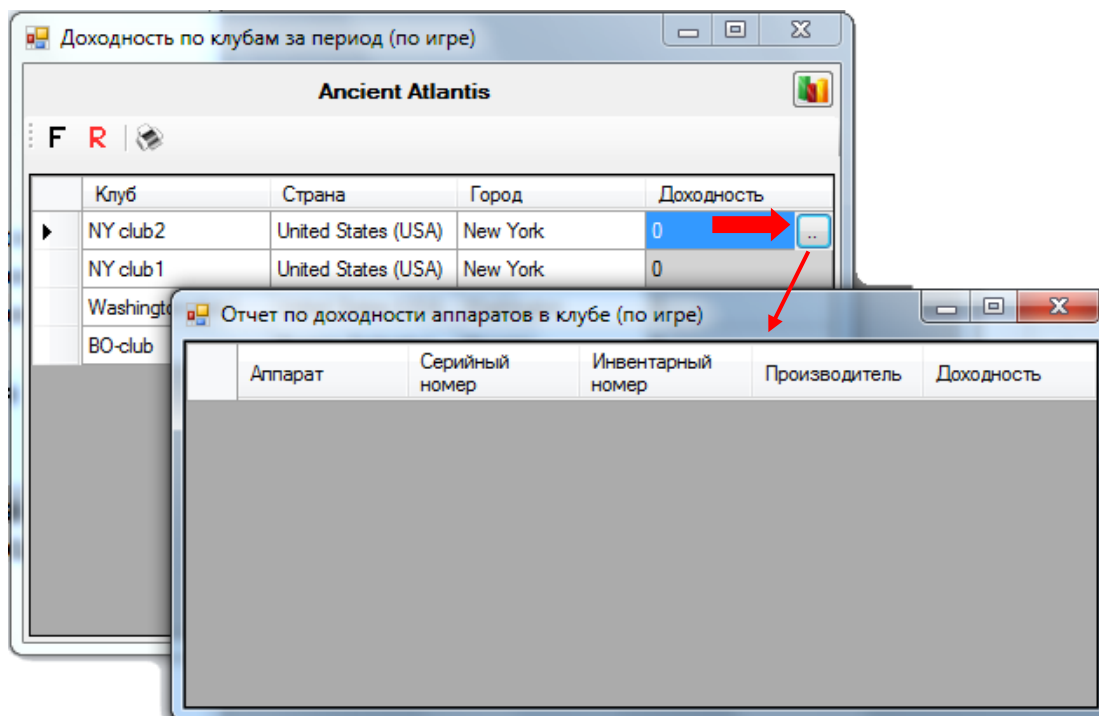 Доходность по клубам за период (по игре)
Ancient Atlantis
F R
Клуб Страна Город Доходность
NY club2 United States (USA) New York 0 ..
NY club1 United States (USA) New York 0
BO-club
Отчет по доходности аппаратов в клубе (по игре)
Аппарат Серийный номер Инвентарный номер Производитель Доходность